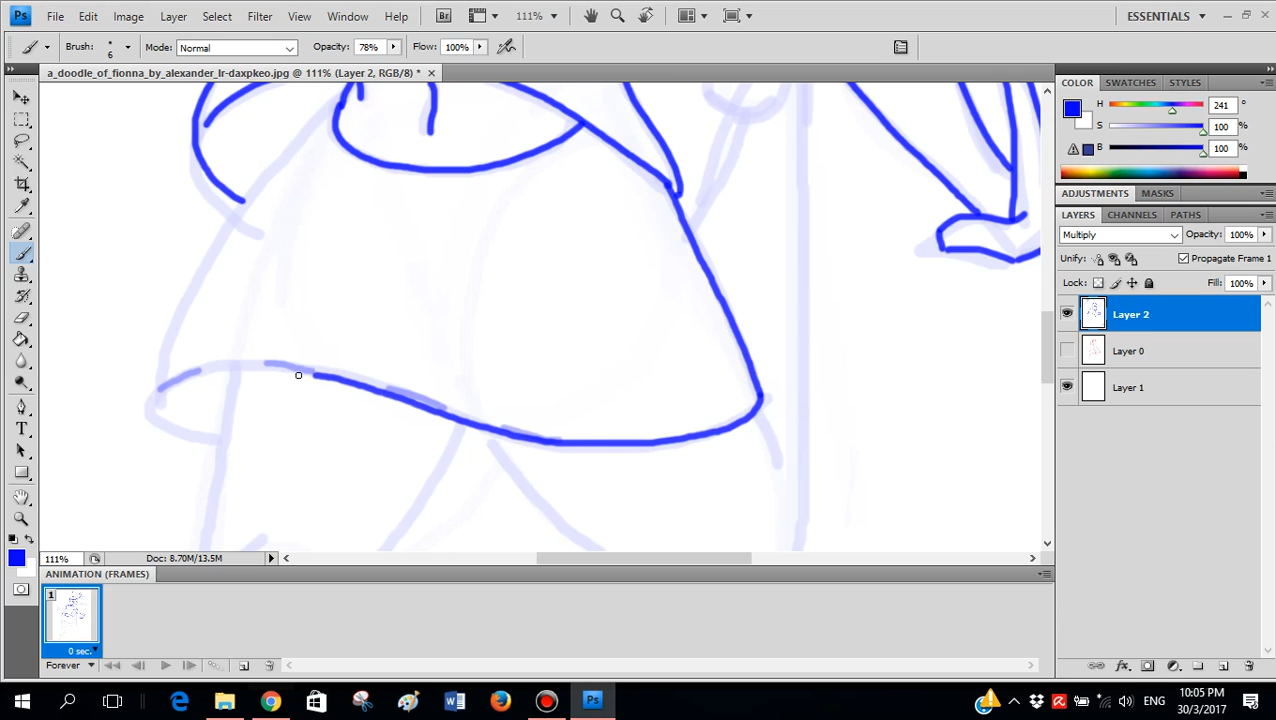 Ps File Edit Image Layer Select Filter View Window Help Br 111% ESSENTIALS
Brush: 6 Mode: Normal Opacity: 78% Flow: 100%
a_doodle_of_fionna_by_alexander_lr-daxpkeo.jpg @ 111% (Layer 2, RGB/8) *
COLOR SWATCHES STYLES
H 241 °
S 100 %
B 100 %
ADJUSTMENTS MASKS
LAYERS CHANNELS PATHS
Multiply Opacity: 100%
Unify: Propagate Frame 1
Lock: Fill: 100%
Layer 2
Layer 0
Layer 1
111% Doc: 8.70M/13.5M
ANIMATION (FRAMES)
1
0 sec.
Forever
Ps 10:05 PM
ENG
30/3/2017